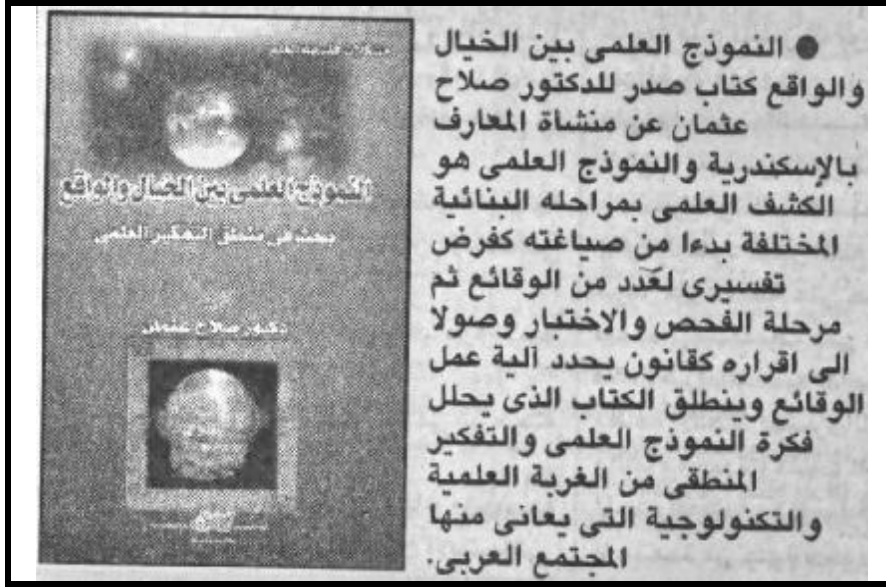 ● النموذج العلمى بين الخيال
والواقع كتاب صدر للدكتور صلاح
عثمان عن منشاة المعارف
بالإسكندرية والنموذج العلمى هو
الكشف العلمى بمراحله البنائية
المختلفة بدءا من صياغته كفرض
تفسيرى لعدد من الوقائع ثم
مرحلة الفحص والاختبار وصولا
الى اقراره كقانون يحدد آلية عمل
الوقائع وينطلق الكتاب الذى يحلل
فكرة النموذج العلمى والتفكير
المنطقى من الغربة العلمية
والتكنولوجية التى يعانى منها
المجتمع العربى.
النموذج العلمى بين الخيال والواقع
بحث فى منطق التفكير العلمى
دكتور صلاح عثمان